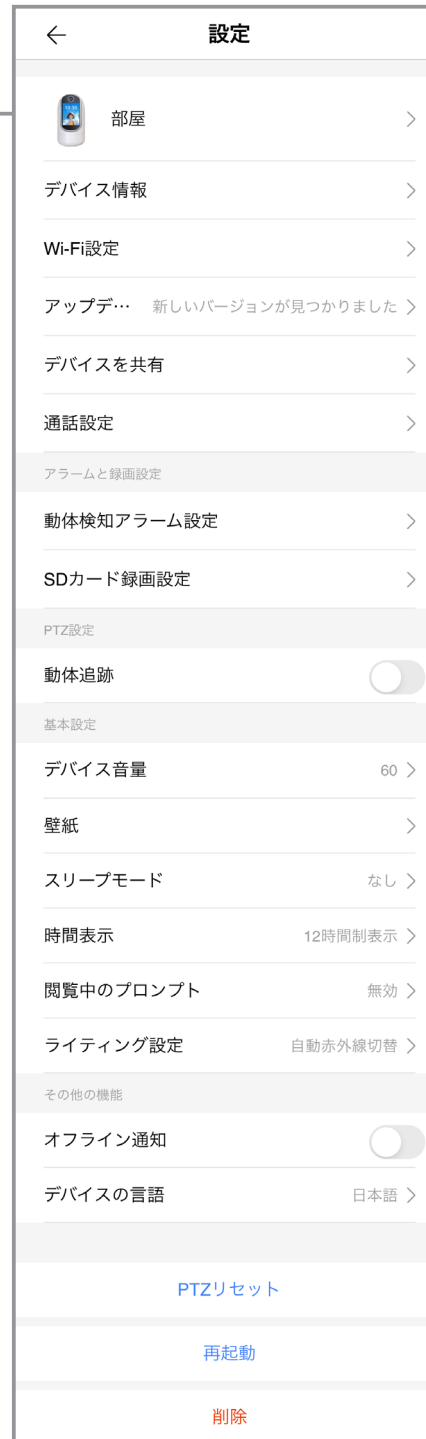 設定
部屋
デバイス情報
Wi-Fi設定
アップデ… 新しいバージョンが見つかりました
デバイスを共有
通話設定
アラームと録画設定
動体検知アラーム設定
SDカード録画設定
PTZ設定
動体追跡
基本設定
デバイス音量 60
壁紙
スリープモード なし
時間表示 12時間制表示
閲覧中のプロンプト 無効
ライティング設定 自動赤外線切替
その他の機能
オフライン通知
デバイスの言語 日本語
PTZリセット
再起動
削除